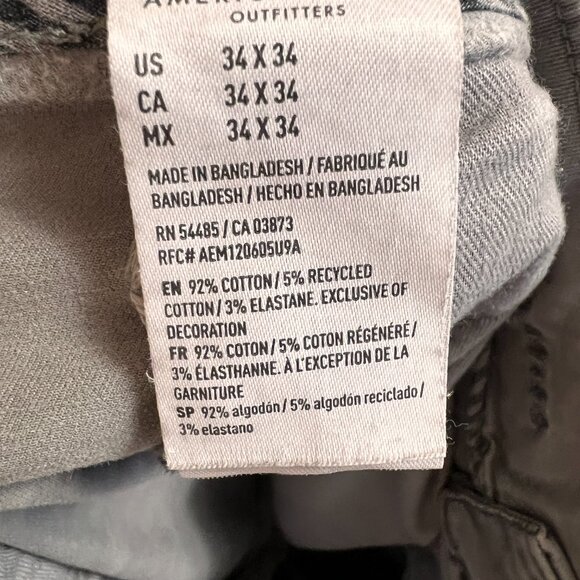 OUTFITTERS
US 34 X 34
CA 34 X 34
MX 34 X 34
MADE IN BANGLADESH / FABRIQUÉ AU
BANGLADESH / HECHO EN BANGLADESH
RN 54485 / CA 03873
RFC# AEM120605U9A
EN 92% COTTON / 5% RECYCLED
COTTON / 3% ELASTANE. EXCLUSIVE OF
DECORATION
FR 92% COTON / 5% COTON RÉGÉNÉRÉ /
3% ÉLASTHANNE. À L'EXCEPTION DE LA
GARNITURE
SP 92% algodón / 5% algodón reciclado /
3% elastano